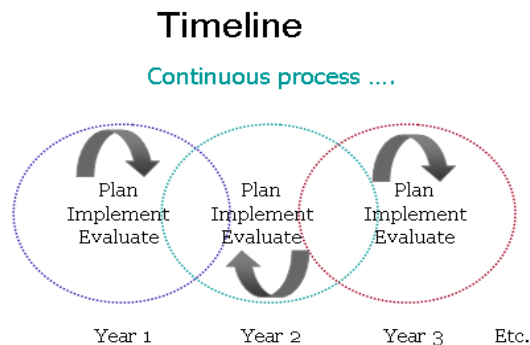 Timeline
Continuous process ....
Plan Plan Plan
Implement Implement Implement
Evaluate Evaluate Evaluate
Year 1 Year 2 Year 3 Etc.